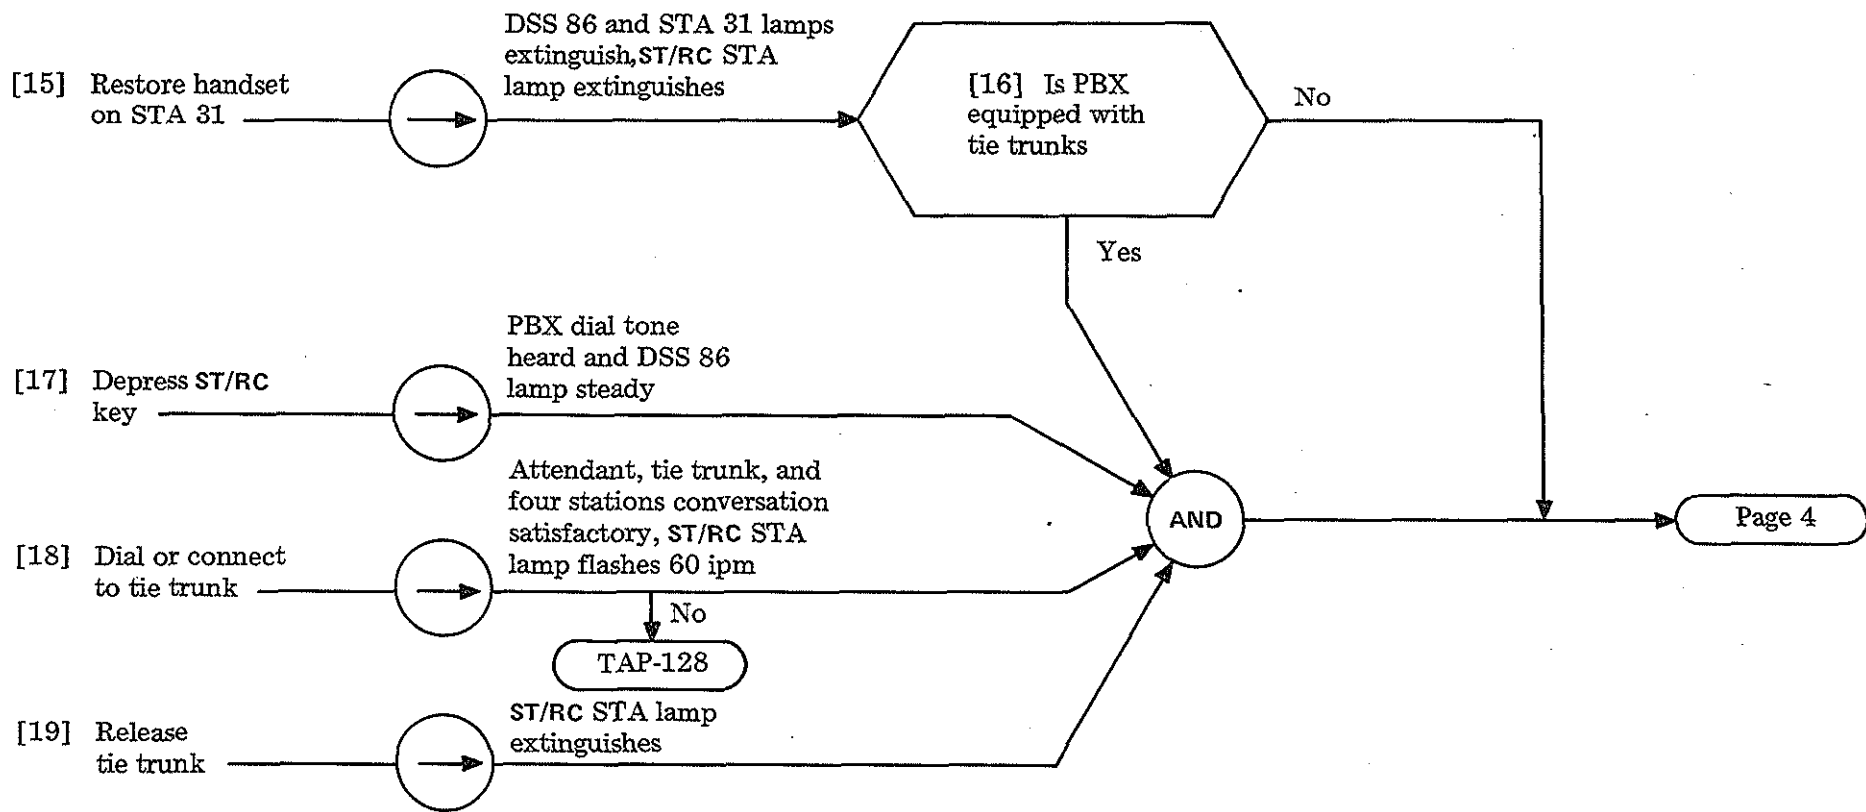 [15] Restore handset
on STA 31
DSS 86 and STA 31 lamps
extinguish,ST/RC STA
lamp extinguishes
[16] Is PBX
equipped with
tie trunks
No
Yes
[17] Depress ST/RC
key
PBX dial tone
heard and DSS 86
lamp steady
[18] Dial or connect
to tie trunk
Attendant, tie trunk, and
four stations conversation
satisfactory, ST/RC STA
lamp flashes 60 ipm
No
TAP-128
AND
Page 4
[19] Release
tie trunk
ST/RC STA lamp
extinguishes